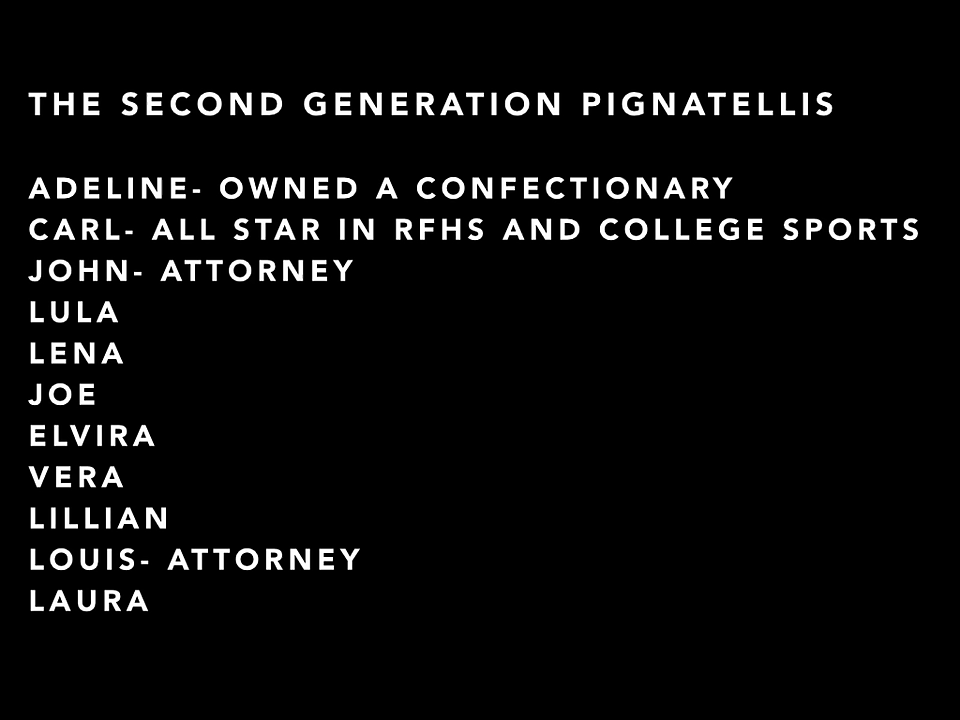 THE SECOND GENERATION PIGNATELLIS
ADELINE- OWNED A CONFECTIONARY
CARL- ALL STAR IN RFHS AND COLLEGE SPORTS
JOHN- ATTORNEY
LULA
LENA
JOE
ELVIRA
VERA
LILLIAN
LOUIS- ATTORNEY
LAURA